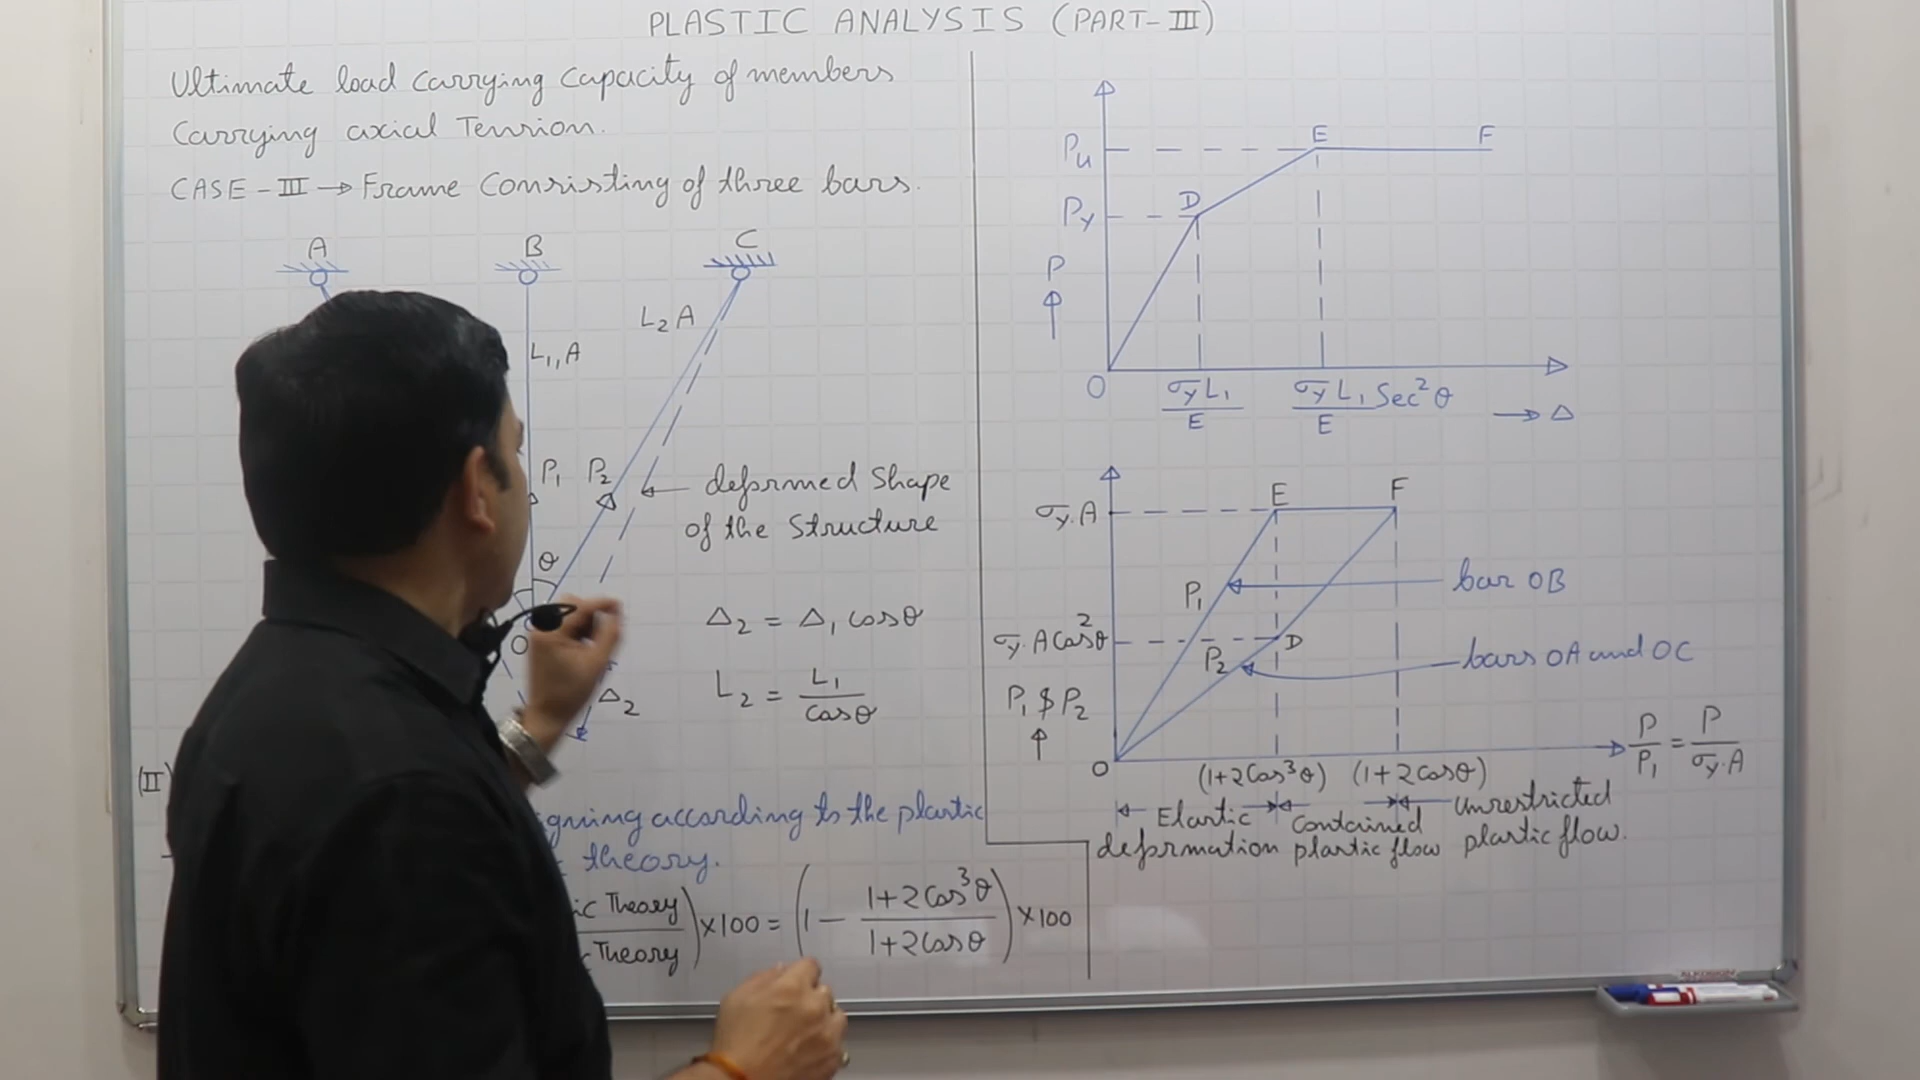 PLASTIC ANALYSIS (PART-III)
Ultimate load carrying capacity of members
carrying axial Tension.
CASE-III → Frame consisting of three bars.
A B C
L₂ A
L₁, A
P₁ P₂
deformed shape
of the structure
θ
O
Δ₂ = Δ₁ cosθ
Δ₂
L₂ = L₁/cosθ
(II)
according to the plastic
theory.
Theory / Theory) × 100 = (1 - (1+2cos³θ)/(1+2cosθ)) × 100
Pu E F
Py D
P
↑
O σy L₁/E σy L₁/E Sec²θ → Δ
σy.A E F
P₁ bar OB
σy.A cos²θ D
P₂ bars OA and OC
P₁ $ P₂
↑
O P/P₁ = P/σy.A
(1+2cos³θ) (1+2cosθ)
Elastic deformation
Contained plastic flow
Unrestricted plastic flow.